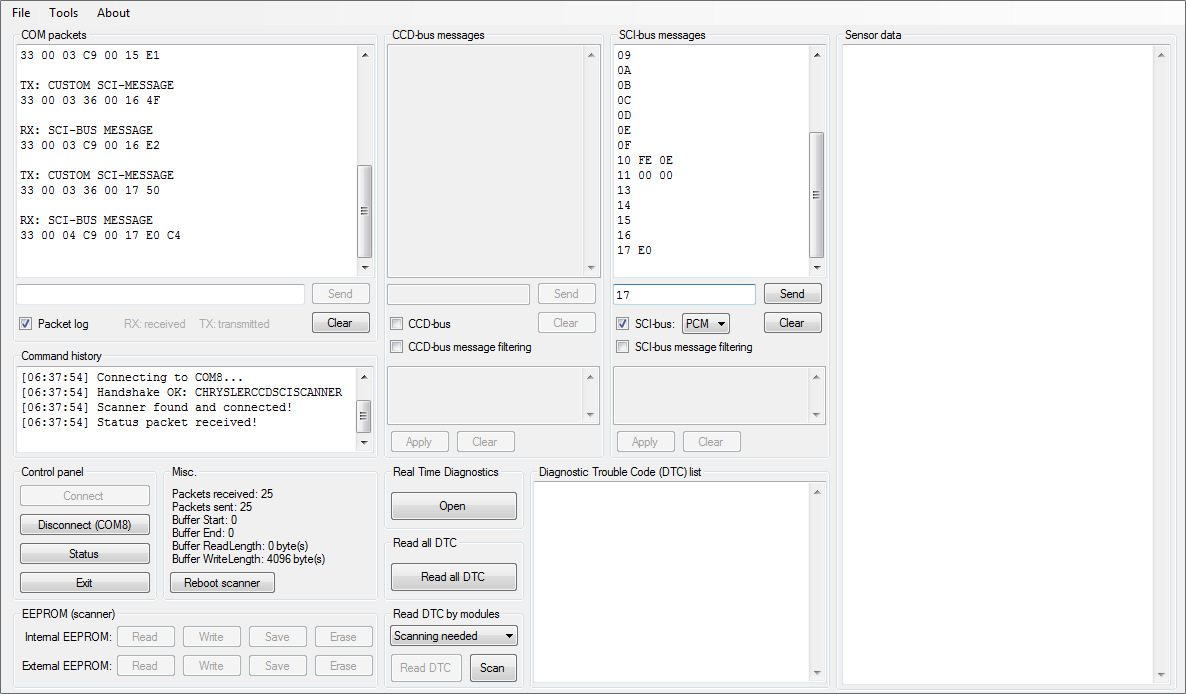 File Tools About
COM packets
33 00 03 C9 00 15 E1
TX: CUSTOM SCI-MESSAGE
33 00 03 36 00 16 4F
RX: SCI-BUS MESSAGE
33 00 03 C9 00 16 E2
TX: CUSTOM SCI-MESSAGE
33 00 03 36 00 17 50
RX: SCI-BUS MESSAGE
33 00 04 C9 00 17 E0 C4
Send
Packet log RX: received TX: transmitted Clear
Command history
[06:37:54] Connecting to COM8...
[06:37:54] Handshake OK: CHRYSLERCCDSCISCANNER
[06:37:54] Scanner found and connected!
[06:37:54] Status packet received!
Control panel
Connect
Disconnect (COM8)
Status
Exit
Misc.
Packets received: 25
Packets sent: 25
Buffer Start: 0
Buffer End: 0
Buffer ReadLength: 0 byte(s)
Buffer WriteLength: 4096 byte(s)
Reboot scanner
EEPROM (scanner)
Internal EEPROM: Read Write Save Erase
External EEPROM: Read Write Save Erase
CCD-bus messages
Send
CCD-bus Clear
CCD-bus message filtering
Apply Clear
Real Time Diagnostics
Open
Read all DTC
Read all DTC
Read DTC by modules
Scanning needed
Read DTC Scan
SCI-bus messages
09
0A
0B
0C
0D
0E
0F
10 FE 0E
11 00 00
13
14
15
16
17 E0
17 Send
SCI-bus: PCM Clear
SCI-bus message filtering
Apply Clear
Diagnostic Trouble Code (DTC) list
Sensor data